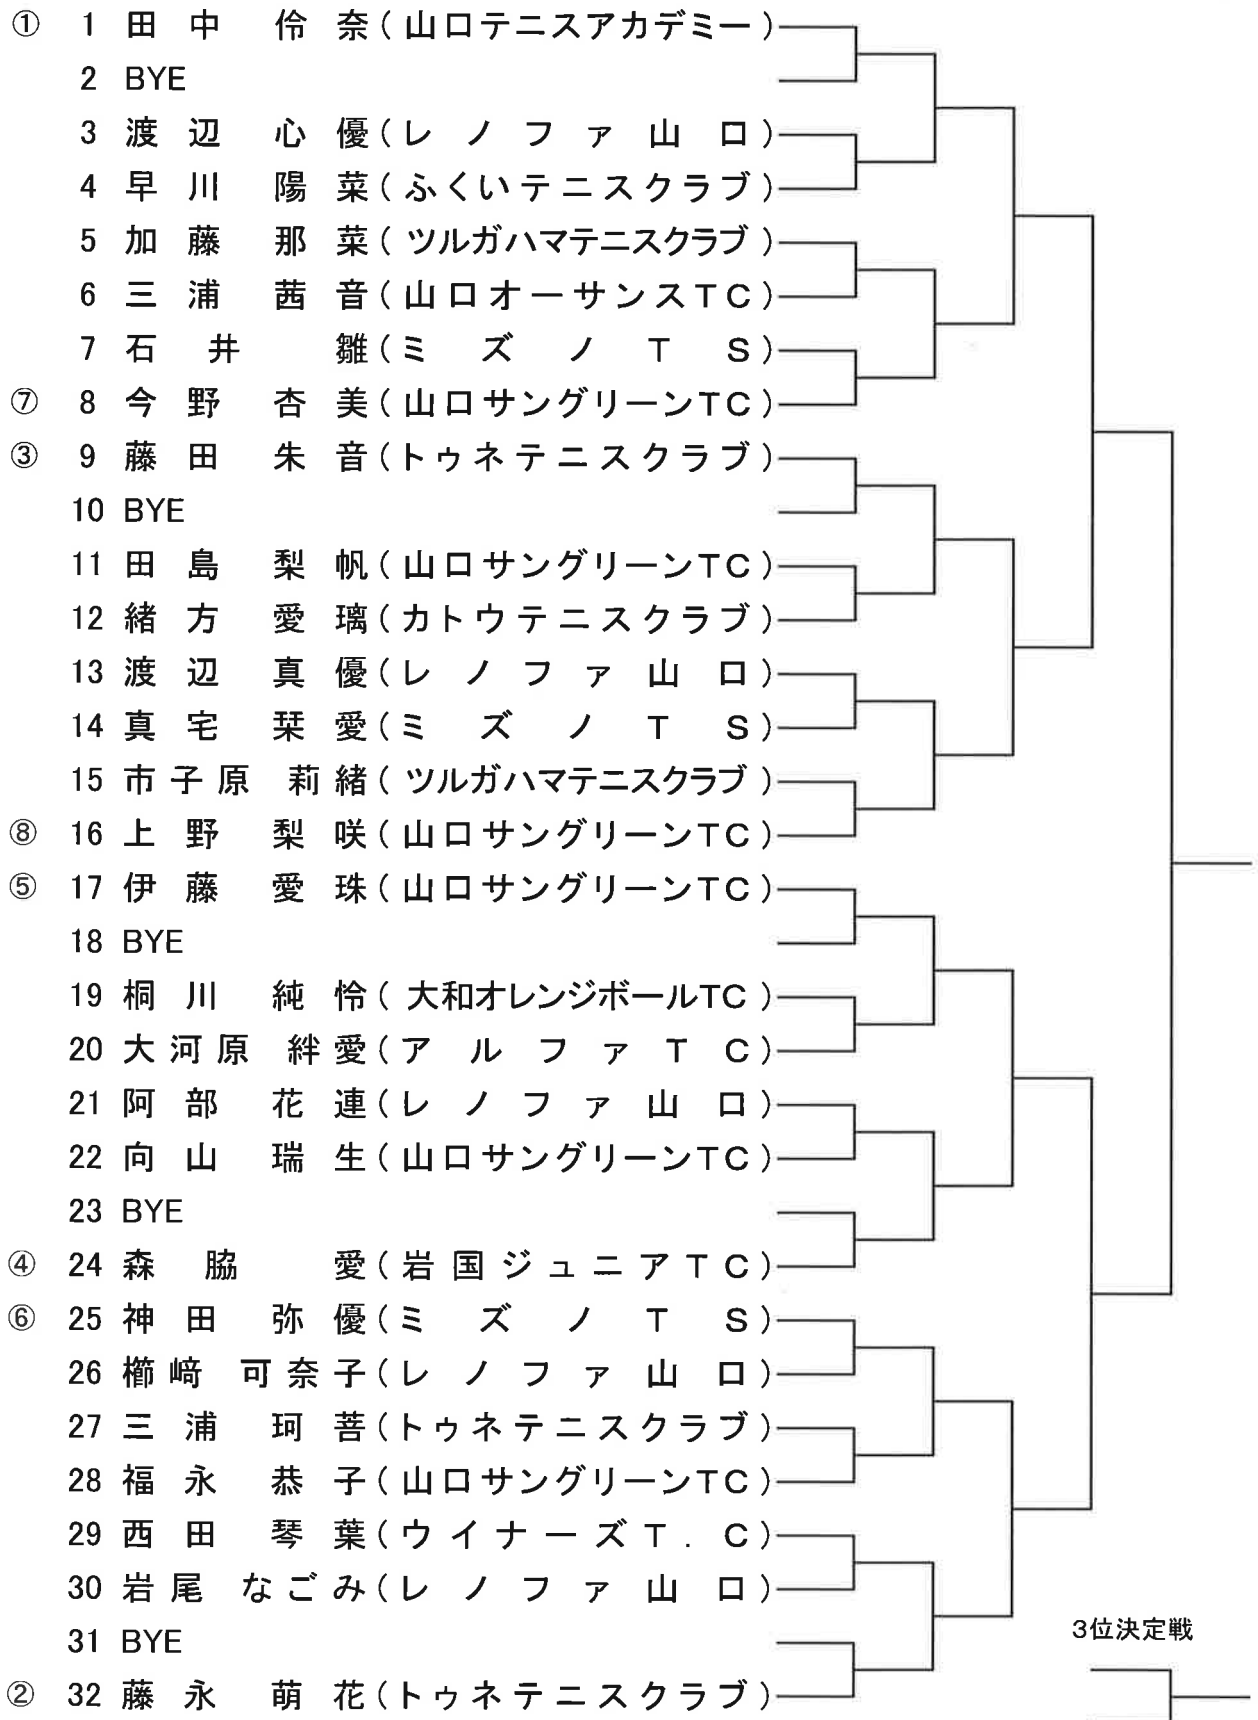 ① 1 田中 伶奈(山口テニスアカデミー)
2 BYE
3 渡辺 心優(レノファ山口)
4 早川 陽菜(ふくいテニスクラブ)
5 加藤 那菜(ツルガハマテニスクラブ)
6 三浦 茜音(山口オーサンスTC)
7 石井 雛(ミズノTS)
⑦ 8 今野 杏美(山口サングリーンTC)
③ 9 藤田 朱音(トゥネテニスクラブ)
10 BYE
11 田島 梨帆(山口サングリーンTC)
12 緒方 愛璃(カトウテニスクラブ)
13 渡辺 真優(レノファ山口)
14 真宅 栞愛(ミズノTS)
15 市子原 莉緒(ツルガハマテニスクラブ)
⑧ 16 上野 梨咲(山口サングリーンTC)
⑤ 17 伊藤 愛珠(山口サングリーンTC)
18 BYE
19 桐川 純怜(大和オレンジボールTC)
20 大河原 絆愛(アルファTC)
21 阿部 花連(レノファ山口)
22 向山 瑞生(山口サングリーンTC)
23 BYE
④ 24 森脇 愛(岩国ジュニアTC)
⑥ 25 神田 弥優(ミズノTS)
26 櫛﨑 可奈子(レノファ山口)
27 三浦 珂菩(トゥネテニスクラブ)
28 福永 恭子(山口サングリーンTC)
29 西田 琴葉(ウイナーズT.C)
30 岩尾 なごみ(レノファ山口)
31 BYE
3位決定戦
② 32 藤永 萌花(トゥネテニスクラブ)